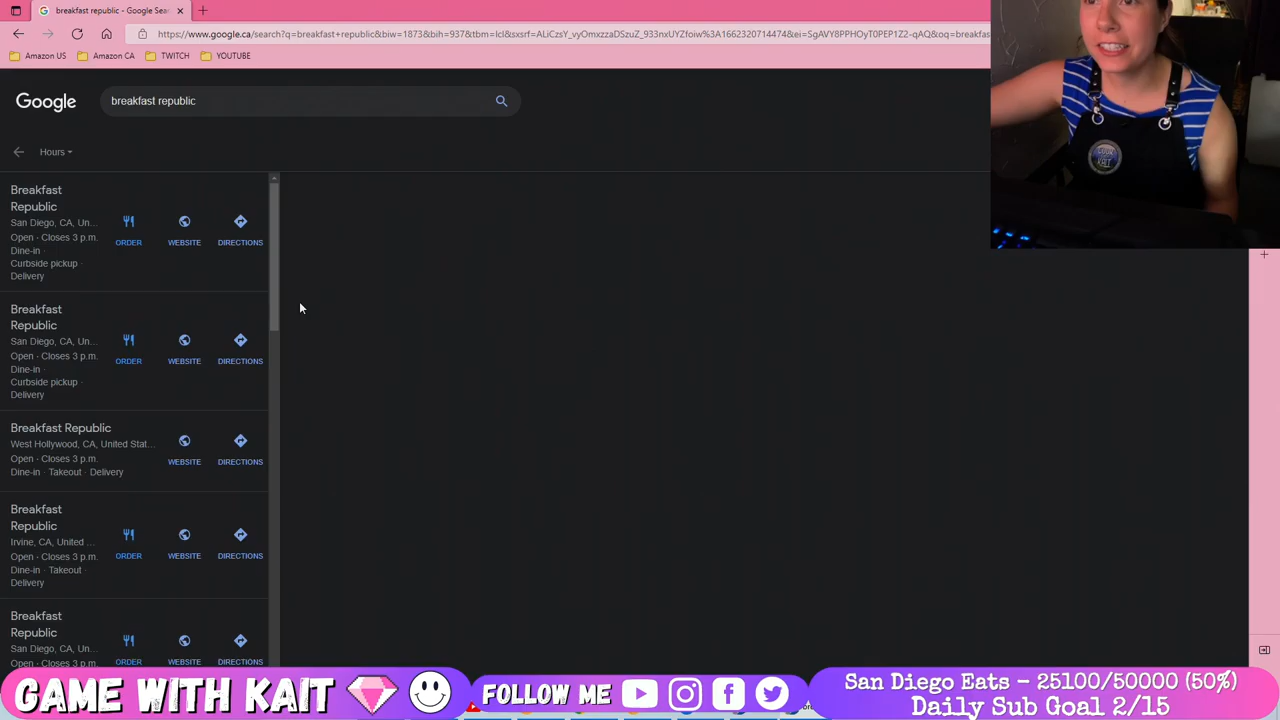 breakfast republic - Google Sea
https://www.google.ca/search?q=breakfast+republic&biw=1873&bih=937&tbm=lcl&sxsrf=ALiCzsY_vyOmxzzaDSzuZ_933nxUYZfoiw%3A1662320714474&ei=SgAVY8PPHOyT0PEP1Z2-qAQ&oq=breakfas
Amazon US
Amazon CA
TWITCH
YOUTUBE
Google
breakfast republic
Hours
Breakfast
Republic
San Diego, CA, Un...
Open · Closes 3 p.m.
Dine-in ·
Curbside pickup ·
Delivery
ORDER
WEBSITE
DIRECTIONS
Breakfast
Republic
San Diego, CA, Un...
Open · Closes 3 p.m.
Dine-in ·
Curbside pickup ·
Delivery
ORDER
WEBSITE
DIRECTIONS
Breakfast Republic
West Hollywood, CA, United Stat...
Open · Closes 3 p.m.
Dine-in · Takeout · Delivery
WEBSITE
DIRECTIONS
Breakfast
Republic
Irvine, CA, United ...
Open · Closes 3 p.m.
Dine-in · Takeout ·
Delivery
ORDER
WEBSITE
DIRECTIONS
Breakfast
Republic
San Diego, CA, Un...
Open · Closes 3 p.m.
ORDER
WEBSITE
DIRECTIONS
GAME WITH KAIT
FOLLOW ME
San Diego Eats - 25100/50000 (50%)
Daily Sub Goal 2/15